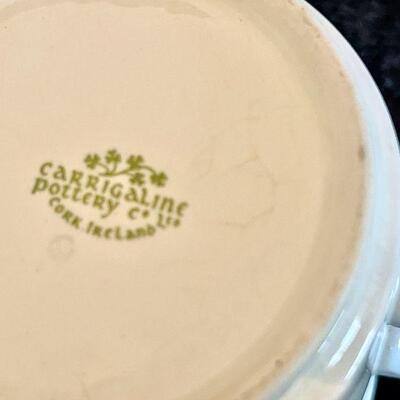 CARRIGALINE
POTTERY Co LTD
CORK IRELAND